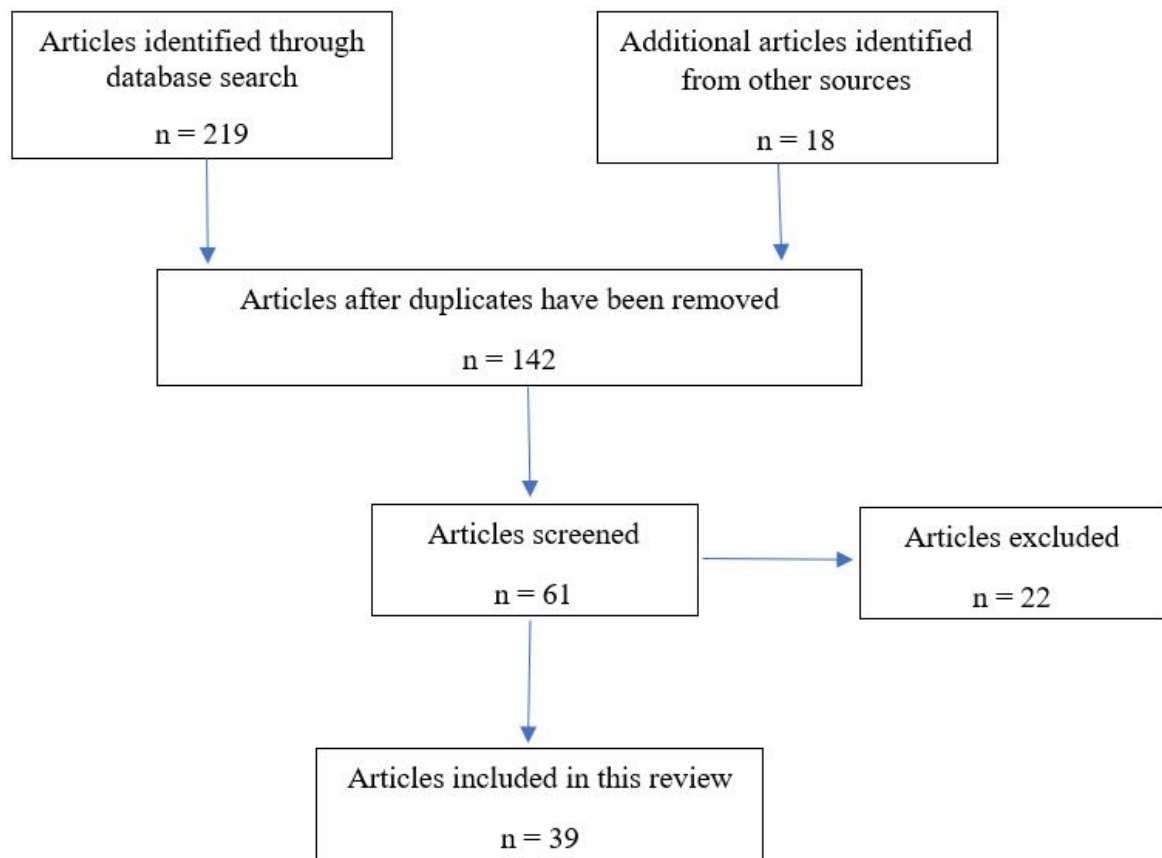 Articles identified through
database search
n = 219
Additional articles identified
from other sources
n = 18
Articles after duplicates have been removed
n = 142
Articles screened
n = 61
Articles excluded
n = 22
Articles included in this review
n = 39